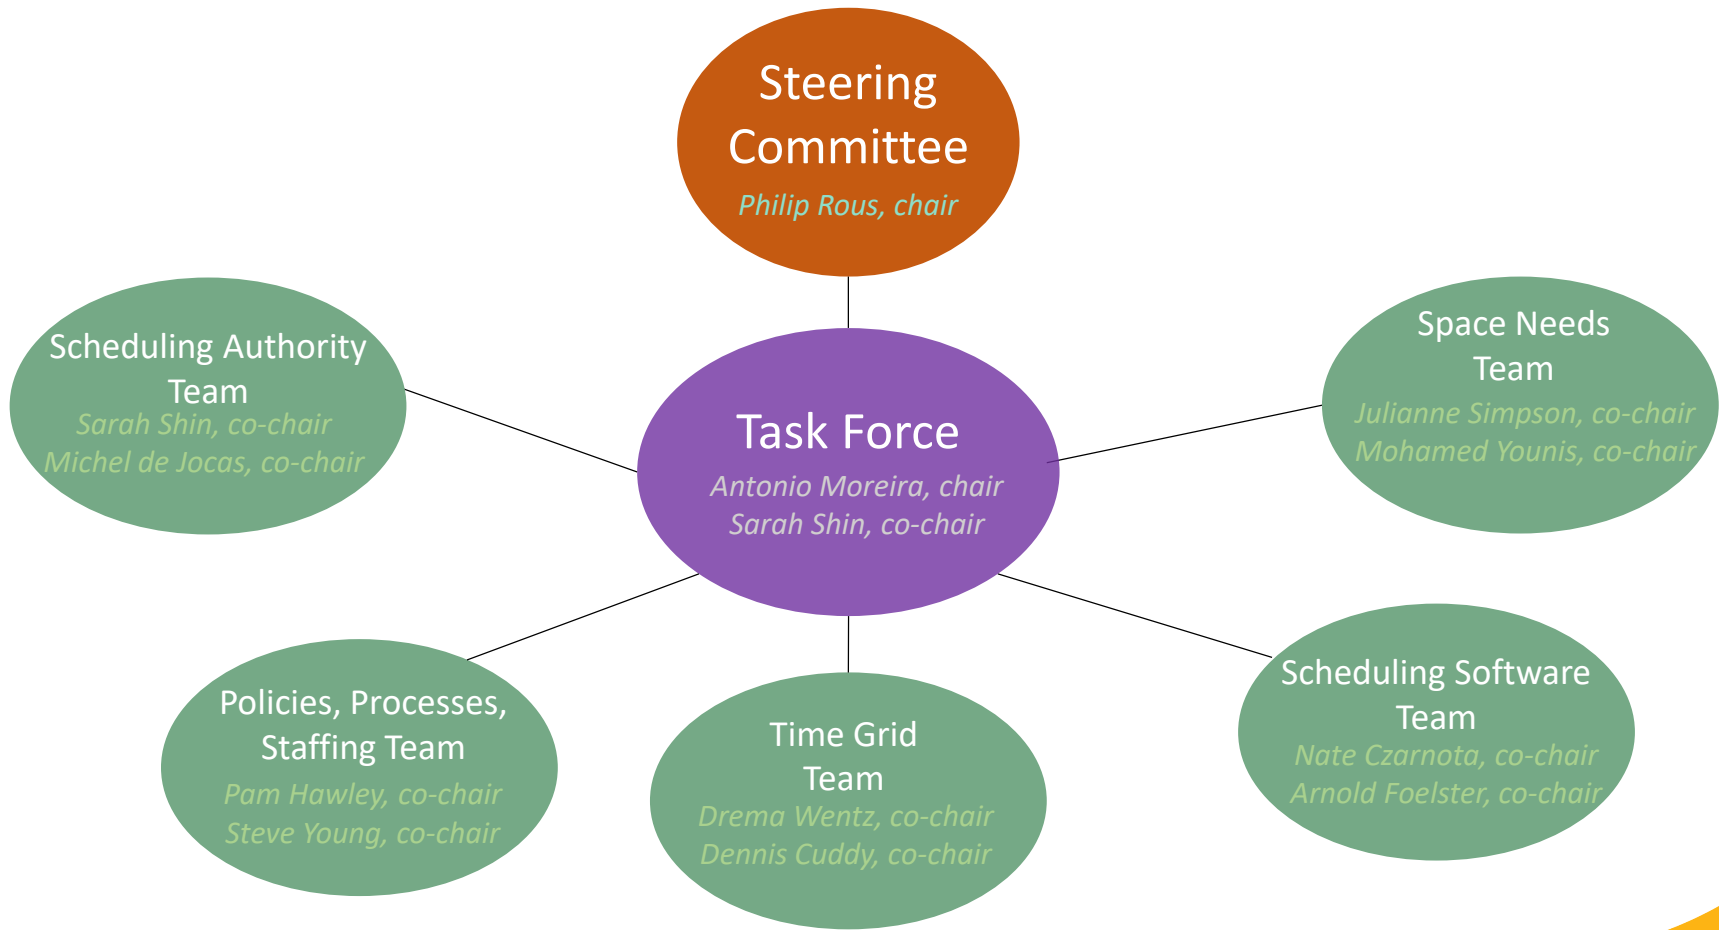 Steering
Committee
Philip Rous, chair
Scheduling Authority
Team
Sarah Shin, co-chair
Michel de Jocas, co-chair
Task Force
Antonio Moreira, chair
Sarah Shin, co-chair
Space Needs
Team
Julianne Simpson, co-chair
Mohamed Younis, co-chair
Policies, Processes,
Staffing Team
Pam Hawley, co-chair
Steve Young, co-chair
Time Grid
Team
Drema Wentz, co-chair
Dennis Cuddy, co-chair
Scheduling Software
Team
Nate Czarnota, co-chair
Arnold Foelster, co-chair